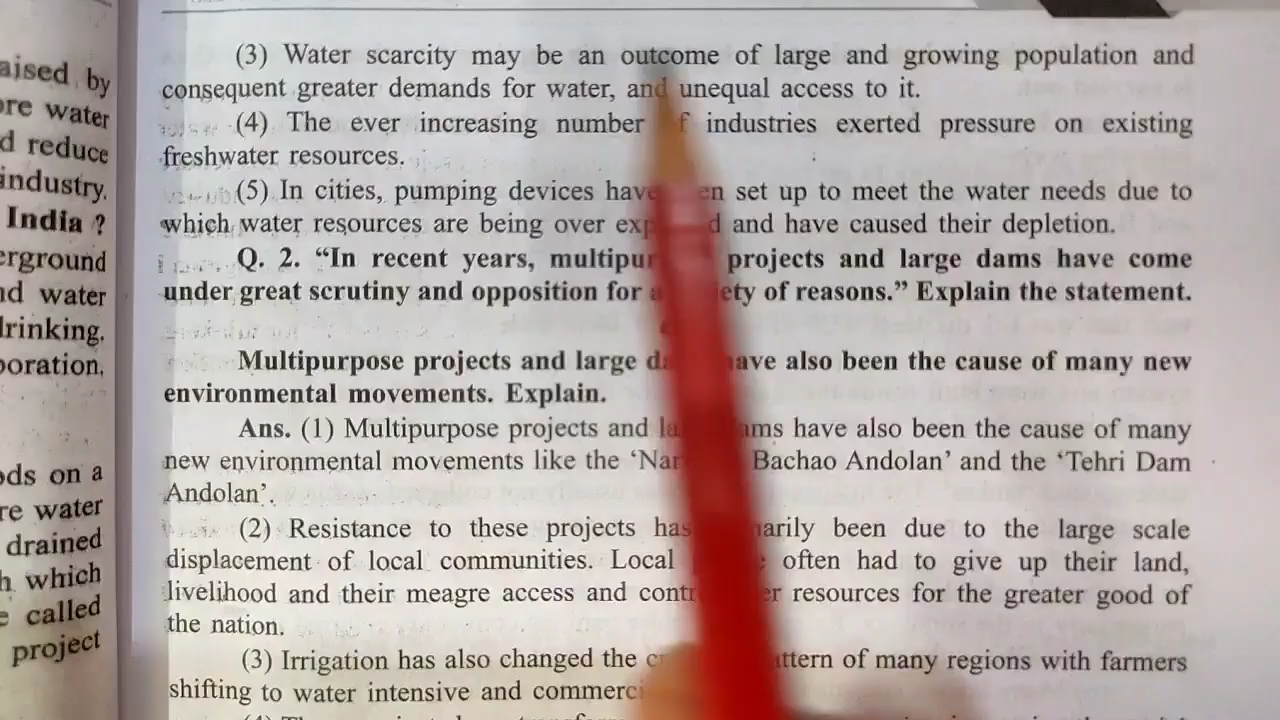 aised by
ore water
d reduce
industry.
India ?
erground
nd water
drinking.
poration,
ods on a
re water
drained
h which
e called
project
(3) Water scarcity may be an outcome of large and growing population and
consequent greater demands for water, and unequal access to it.
(4) The ever increasing number f industries exerted pressure on existing
freshwater resources.
(5) In cities, pumping devices have en set up to meet the water needs due to
which water resources are being over exp d and have caused their depletion.
Q. 2. “In recent years, multipur projects and large dams have come
under great scrutiny and opposition for a iety of reasons.” Explain the statement.
Multipurpose projects and large da ave also been the cause of many new
environmental movements. Explain.
Ans. (1) Multipurpose projects and la ams have also been the cause of many
new environmental movements like the ‘Nar Bachao Andolan’ and the ‘Tehri Dam
Andolan’.
(2) Resistance to these projects has marily been due to the large scale
displacement of local communities. Local often had to give up their land,
livelihood and their meagre access and contr er resources for the greater good of
the nation.
(3) Irrigation has also changed the c attern of many regions with farmers
shifting to water intensive and commerci